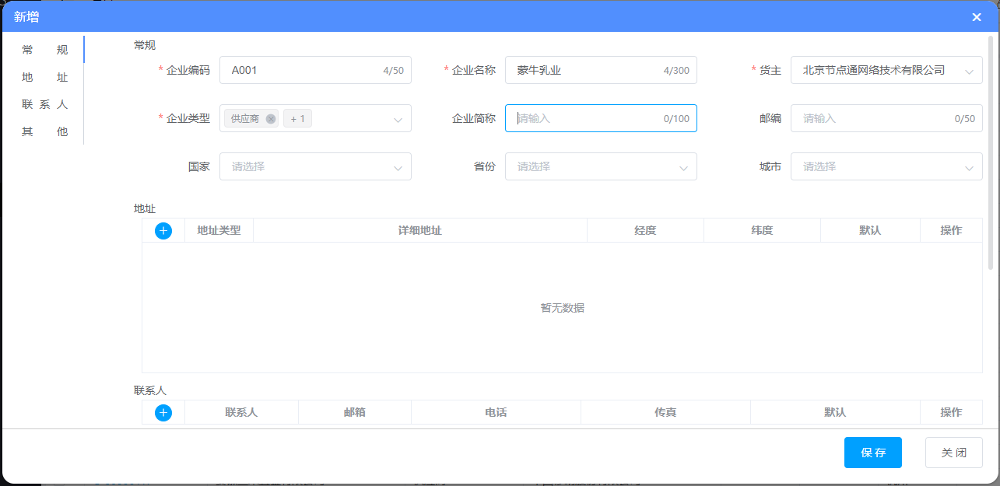 新增
常 规
地 址
联 系 人
其 他
常规
* 企业编码 A001 4/50 * 企业名称 蒙牛乳业 4/300 * 货主 北京节点通网络技术有限公司
* 企业类型 供应商 + 1 企业简称 请输入 0/100 邮编 请输入 0/50
国家 请选择 省份 请选择 城市 请选择
地址
地址类型 详细地址 经度 纬度 默认 操作
暂无数据
联系人
联系人 邮箱 电话 传真 默认 操作
保 存 关 闭